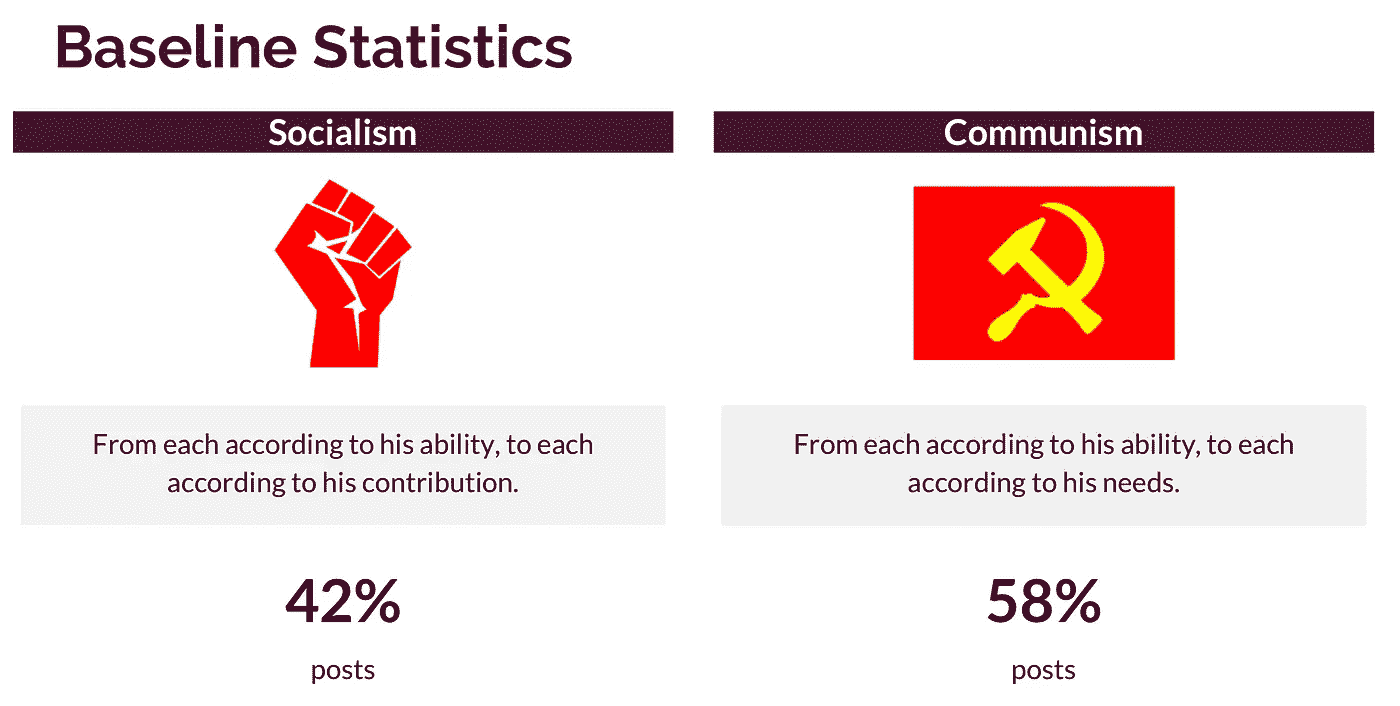 Baseline Statistics
Socialism
Communism
From each according to his ability, to each
according to his contribution.
From each according to his ability, to each
according to his needs.
42%
posts
58%
posts